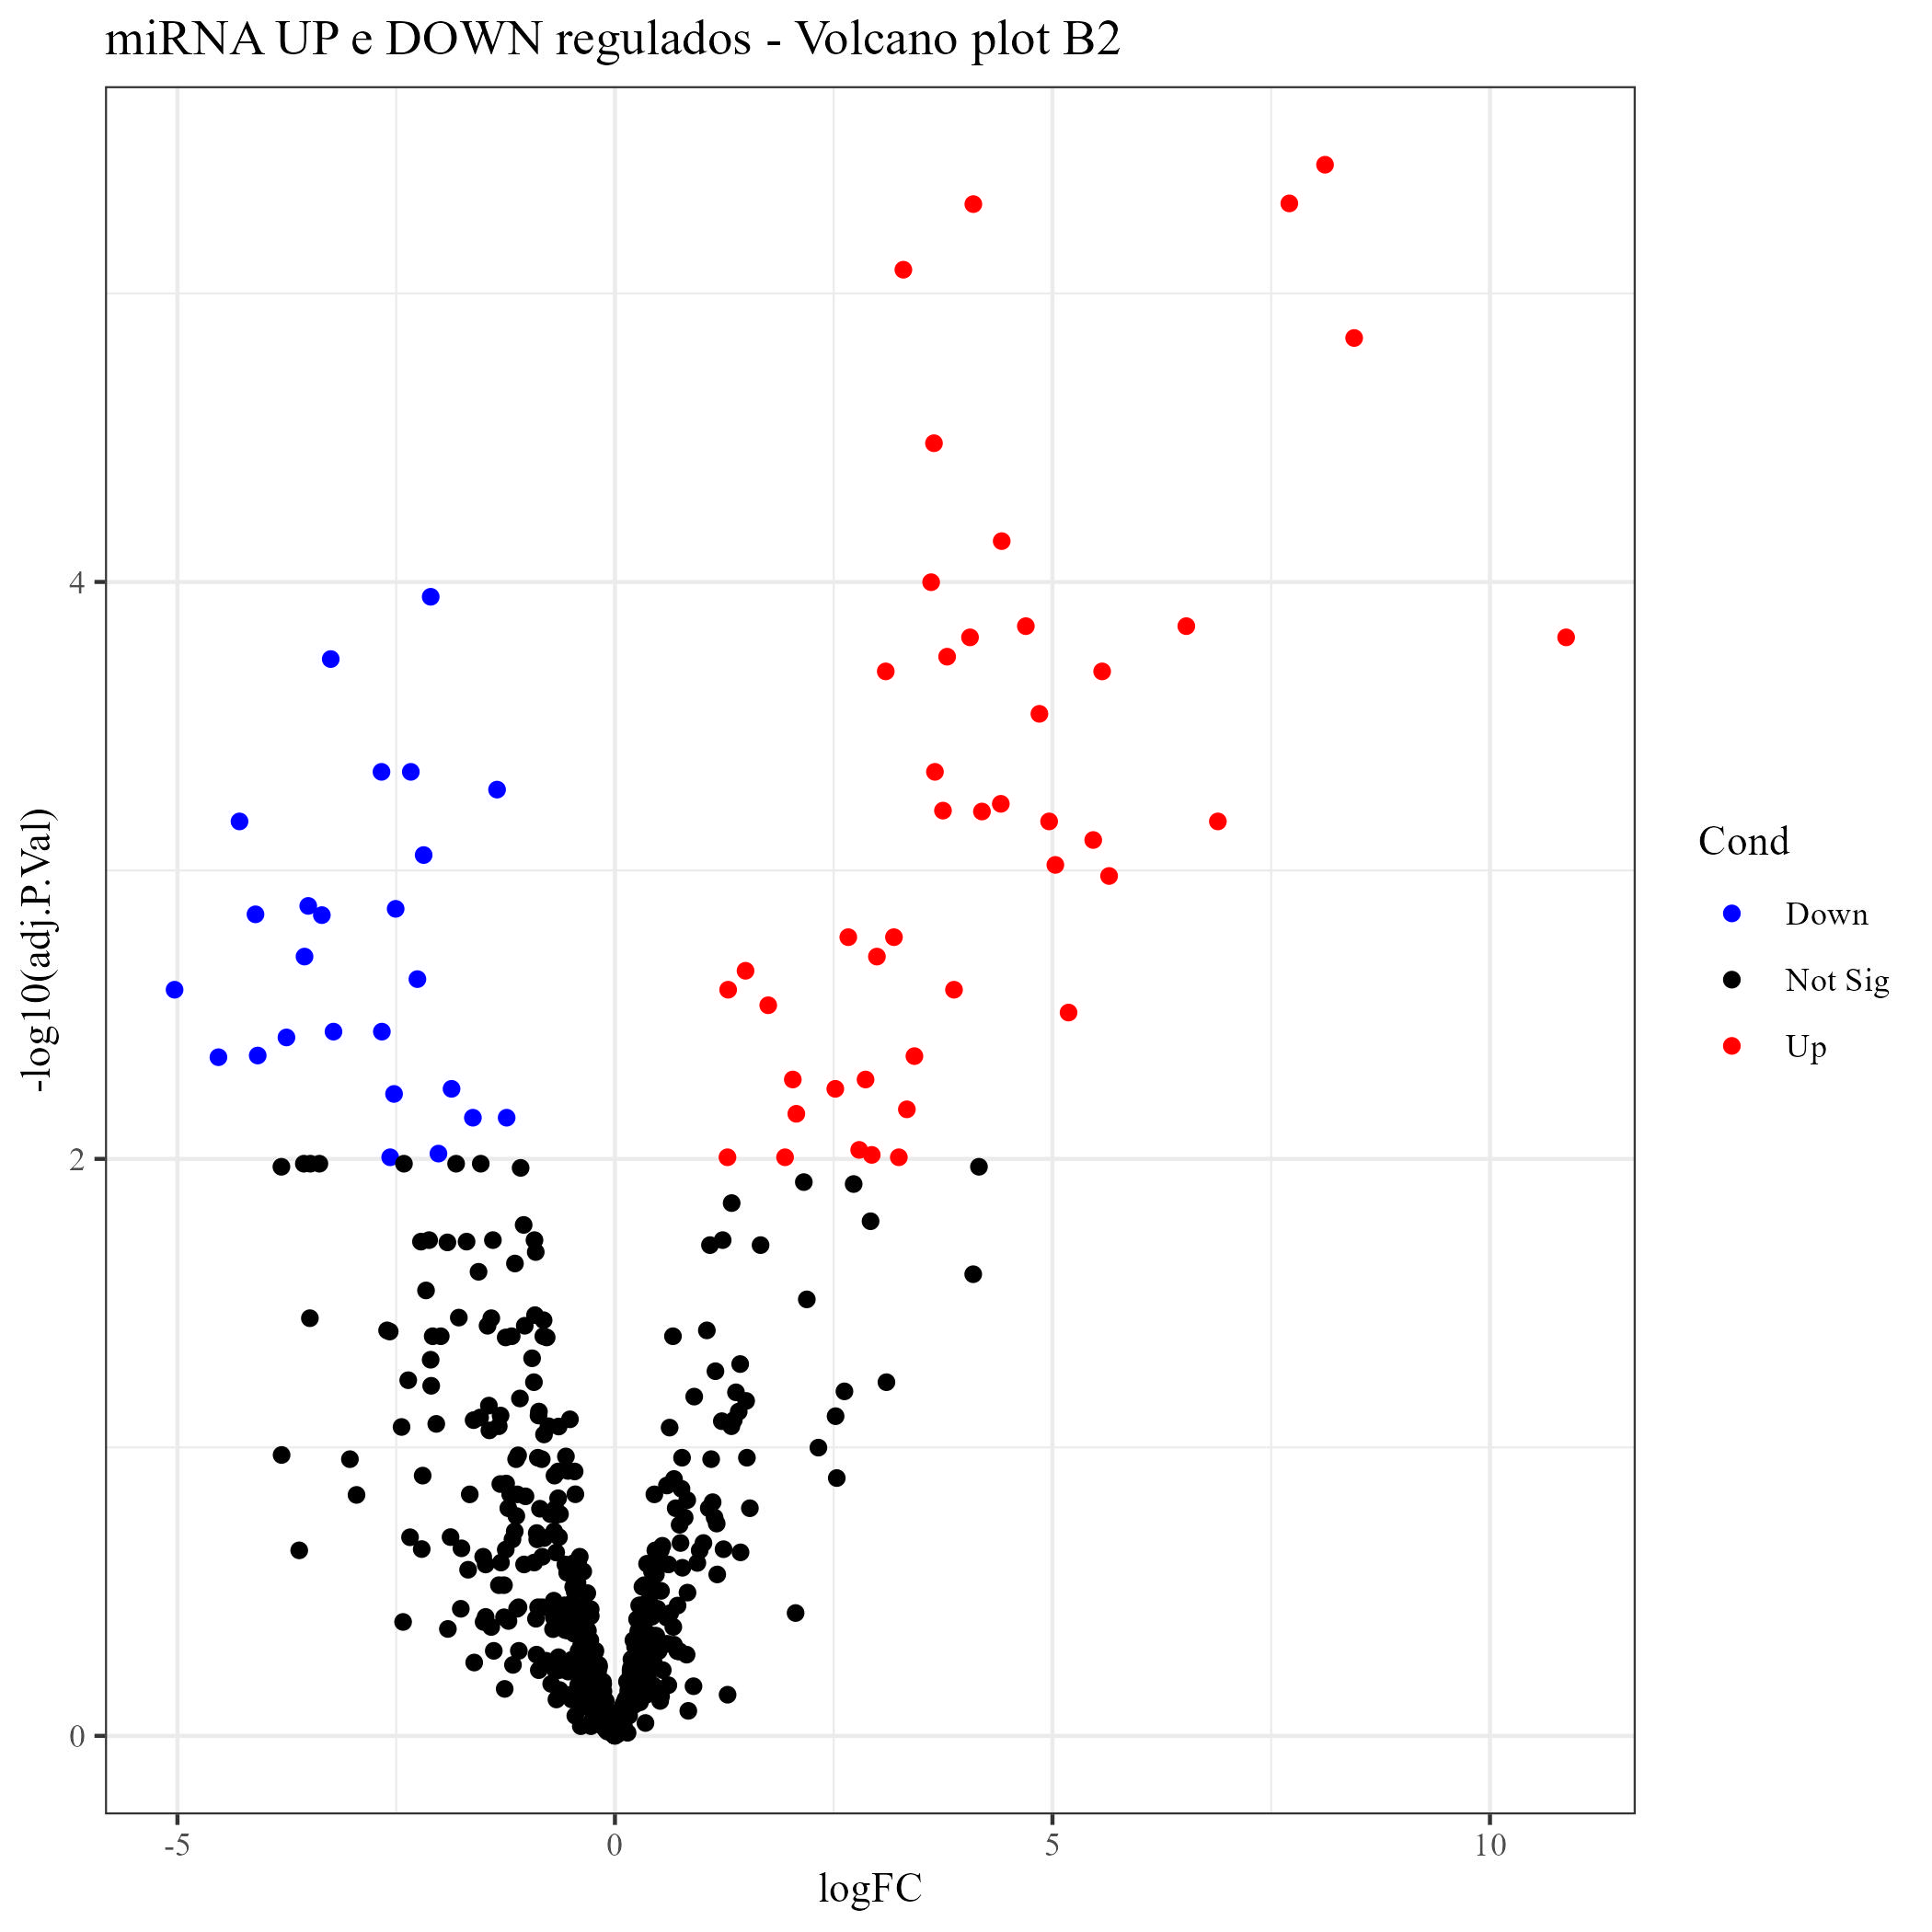 miRNA UP e DOWN regulados - Volcano plot B2
-log10(adj.P.Val)
4
2
0
-5
0
5
10
logFC
Cond
Down
Not Sig
Up